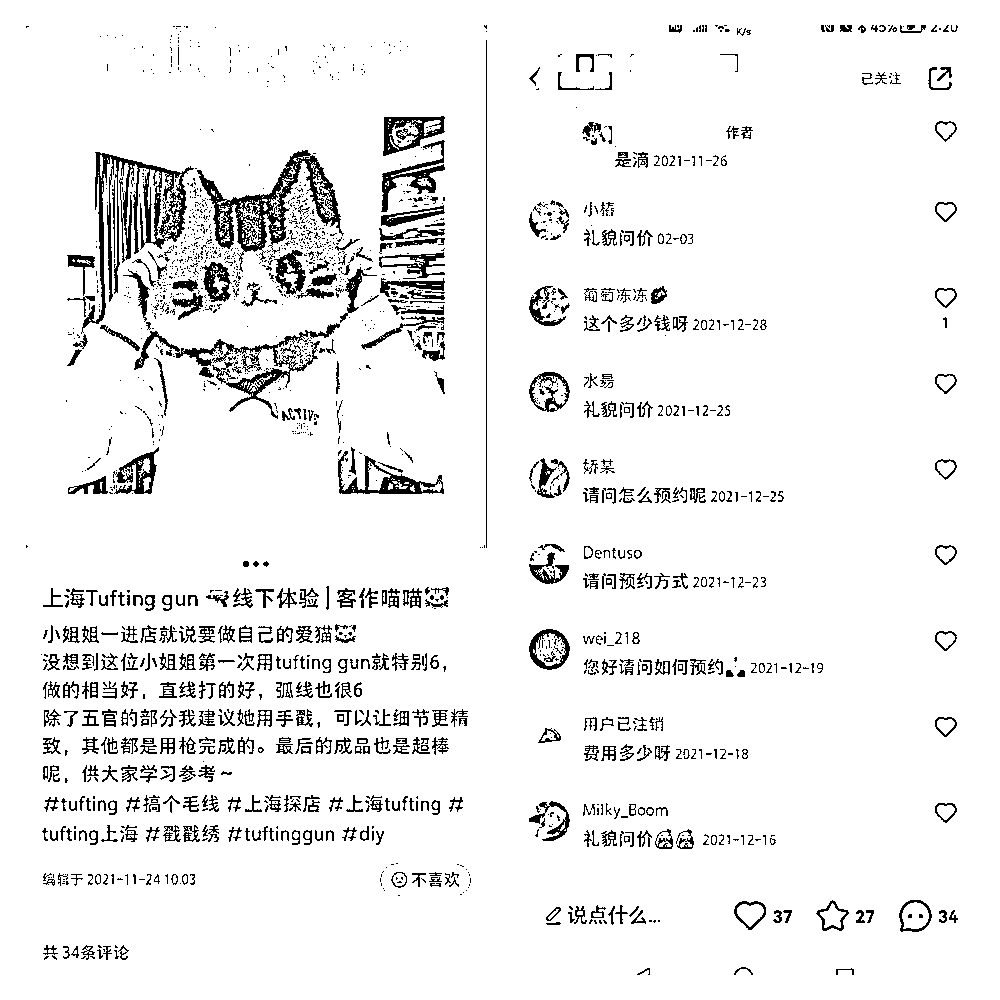 Tufting gun
ACTIVE
上海Tufting gun 🔫线下体验 | 客作喵喵🐱
小姐姐一进店就说要做自己的爱猫🐱
没想到这位小姐姐第一次用tufting gun就特别6，
做的相当好，直线打的好，弧线也很6
除了五官的部分我建议她用手戳，可以让细节更精
致，其他都是用枪完成的。最后的成品也是超棒
呢，供大家学习参考～
#tufting #搞个毛线 #上海探店 #上海tufting #
tufting上海 #戳戳绣 #tuftinggun #diy
编辑于 2021-11-24 10:03
不喜欢
共 34条评论
K/s
45%
2:20
已关注
作者
是滴 2021-11-26
小楮
礼貌问价 02-03
葡萄冻冻
这个多少钱呀 2021-12-28
1
水易
礼貌问价 2021-12-25
娇某
请问怎么预约呢 2021-12-25
Dentuso
请问预约方式 2021-12-23
wei_218
您好请问如何预约 2021-12-19
用户已注销
费用多少呀 2021-12-18
Milky_Boom
礼貌问价 2021-12-16
说点什么...
37
27
34